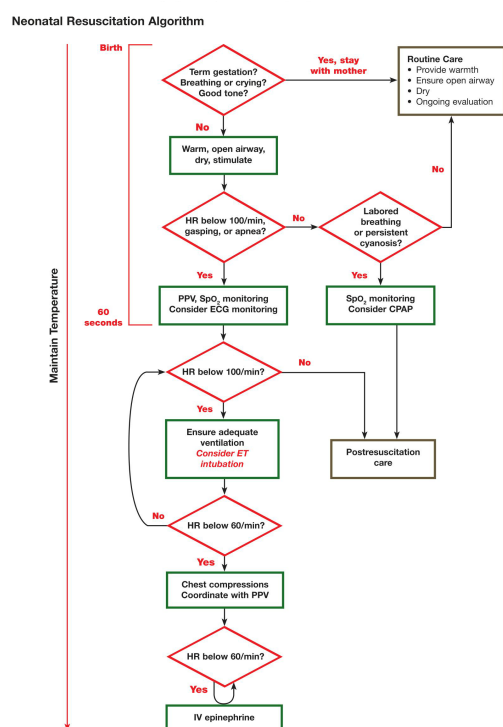 Neonatal Resuscitation Algorithm
Birth
Term gestation?
Breathing or crying?
Good tone?
Yes, stay
with mother
Routine Care
• Provide warmth
• Ensure open airway
• Dry
• Ongoing evaluation
No
Warm, open airway,
dry, stimulate
No
HR below 100/min,
gasping, or apnea?
No
Labored
breathing
or persistent
cyanosis?
Yes
Yes
60
seconds
PPV, SpO₂ monitoring
Consider ECG monitoring
SpO₂ monitoring
Consider CPAP
Maintain Temperature
HR below 100/min?
No
Yes
Ensure adequate
ventilation
Consider ET
intubation
Postresuscitation
care
No
HR below 60/min?
Yes
Chest compressions
Coordinate with PPV
HR below 60/min?
Yes
IV epinephrine